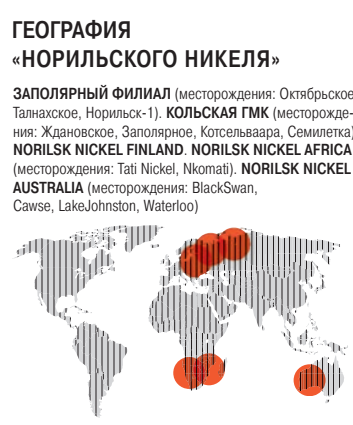 ГЕОГРАФИЯ
«НОРИЛЬСКОГО НИКЕЛЯ»
ЗАПОЛЯРНЫЙ ФИЛИАЛ (месторождения: Октябрьское
Талнахское, Норильск-1). КОЛЬСКАЯ ГМК (месторожде-
ния: Ждановское, Заполярное, Котсельваара, Семилетка)
NORILSK NICKEL FINLAND. NORILSK NICKEL AFRICA
(месторождения: Tati Nickel, Nkomati). NORILSK NICKEL
AUSTRALIA (месторождения: BlackSwan,
Cawse, LakeJohnston, Waterloo)